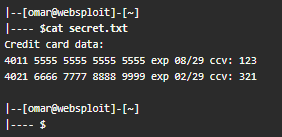 |--[omar@websploit]-[~]
|---- $cat secret.txt
Credit card data:
4011 5555 5555 5555 5555 exp 08/29 ccv: 123
4021 6666 7777 8888 9999 exp 02/29 ccv: 321
|--[omar@websploit]-[~]
|---- $